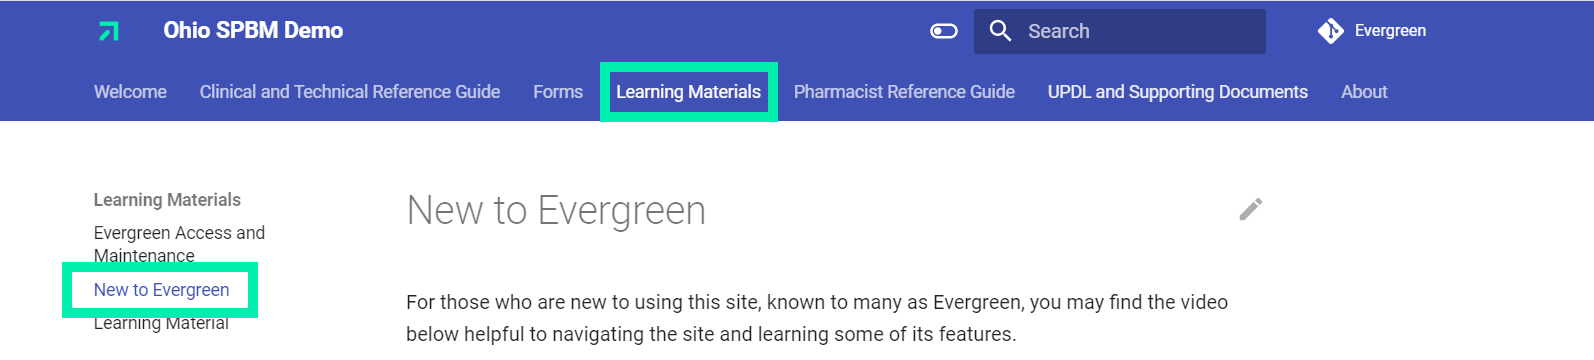 Ohio SPBM Demo
Search
Evergreen
Welcome Clinical and Technical Reference Guide Forms Learning Materials Pharmacist Reference Guide UPDL and Supporting Documents About
Learning Materials
Evergreen Access and
Maintenance
New to Evergreen
Learning Material
New to Evergreen
For those who are new to using this site, known to many as Evergreen, you may find the video
below helpful to navigating the site and learning some of its features.